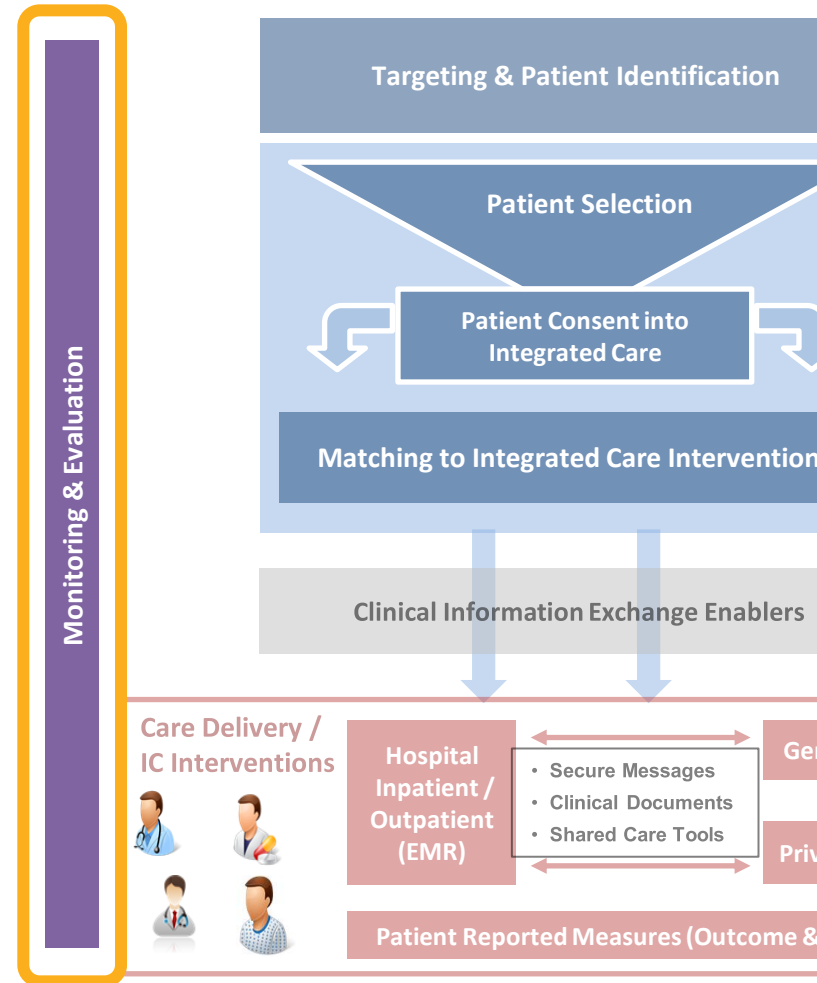 Monitoring & Evaluation
Targeting & Patient Identification
Patient Selection
Patient Consent into
Integrated Care
Matching to Integrated Care Intervention
Clinical Information Exchange Enablers
Care Delivery /
IC Interventions
Hospital
Inpatient /
Outpatient
(EMR)
• Secure Messages
• Clinical Documents
• Shared Care Tools
Patient Reported Measures (Outcome &